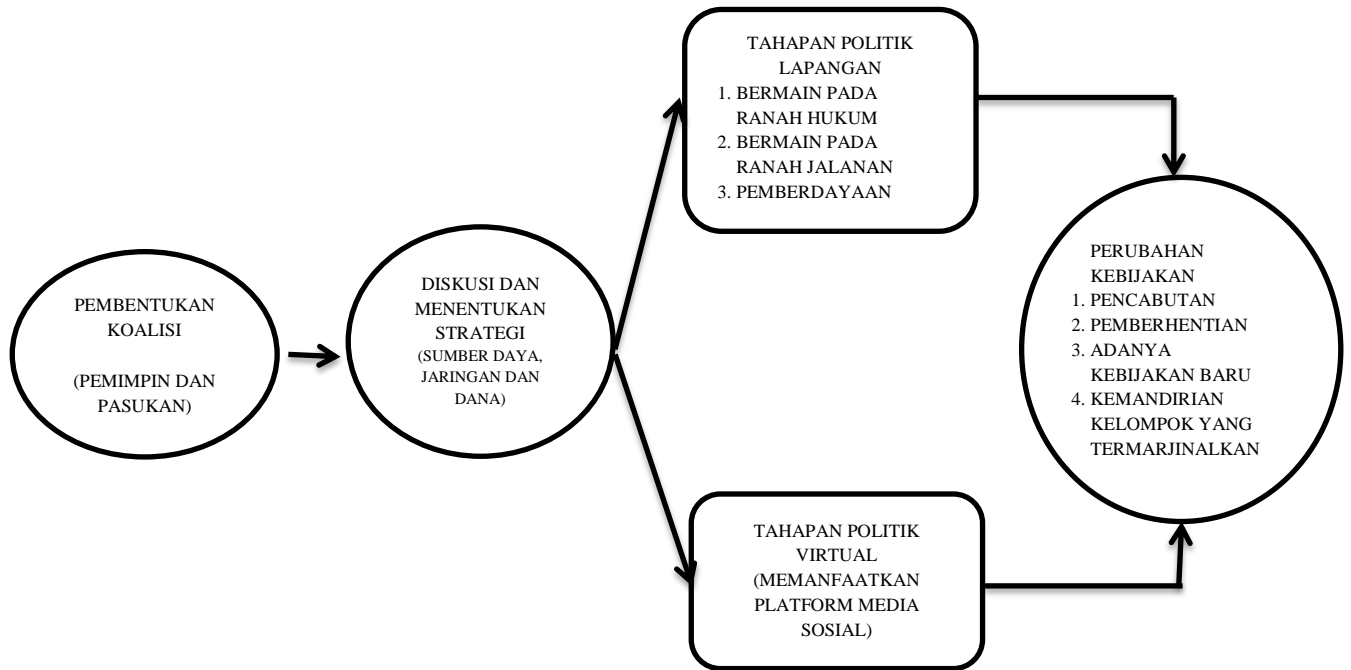 PEMBENTUKAN
KOALISI
(PEMIMPIN DAN
PASUKAN)
DISKUSI DAN
MENENTUKAN
STRATEGI
(SUMBER DAYA,
JARINGAN DAN
DANA)
TAHAPAN POLITIK
LAPANGAN
1. BERMAIN PADA
RANAH HUKUM
2. BERMAIN PADA
RANAH JALANAN
3. PEMBERDAYAAN
TAHAPAN POLITIK
VIRTUAL
(MEMANFAATKAN
PLATFORM MEDIA
SOSIAL)
PERUBAHAN
KEBIJAKAN
1. PENCABUTAN
2. PEMBERHENTIAN
3. ADANYA
KEBIJAKAN BARU
4. KEMANDIRIAN
KELOMPOK YANG
TERMARJINALKAN